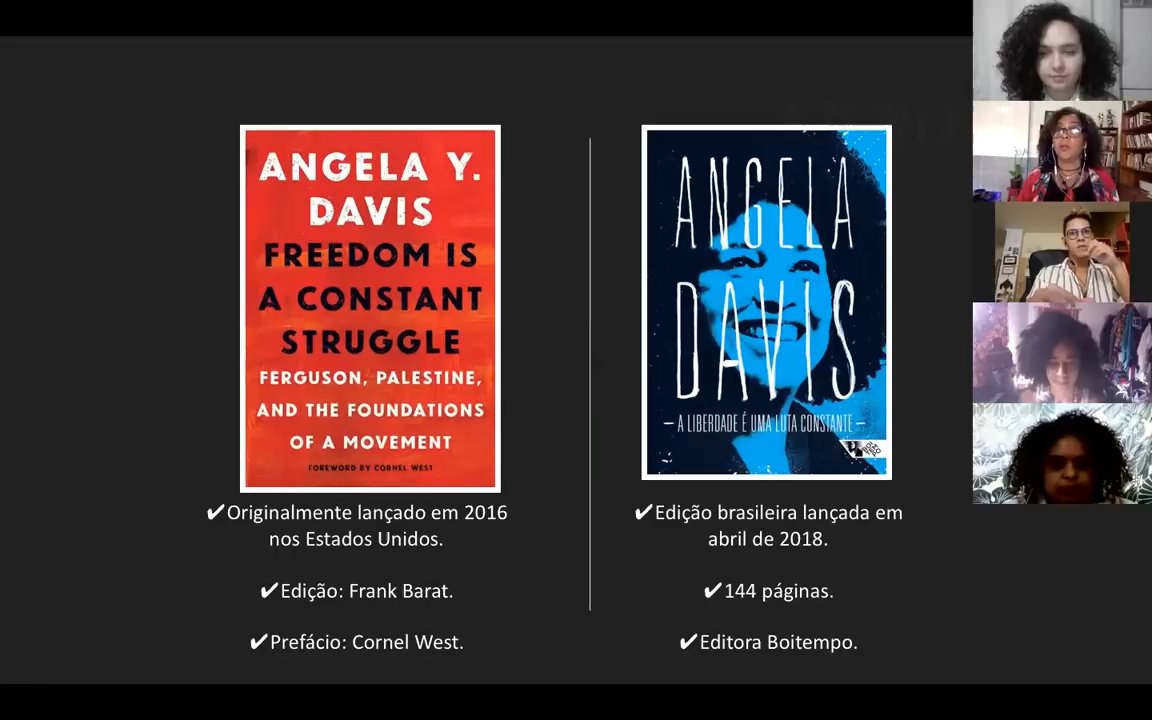 ANGELA Y.
DAVIS
FREEDOM IS
A CONSTANT
STRUGGLE
FERGUSON, PALESTINE,
AND THE FOUNDATIONS
OF A MOVEMENT
FOREWORD BY CORNEL WEST
✔Originalmente lançado em 2016
nos Estados Unidos.
✔Edição: Frank Barat.
✔Prefácio: Cornel West.
ANGELA
DAVIS
– A LIBERDADE É UMA LUTA CONSTANTE –
✔Edição brasileira lançada em
abril de 2018.
✔144 páginas.
✔Editora Boitempo.